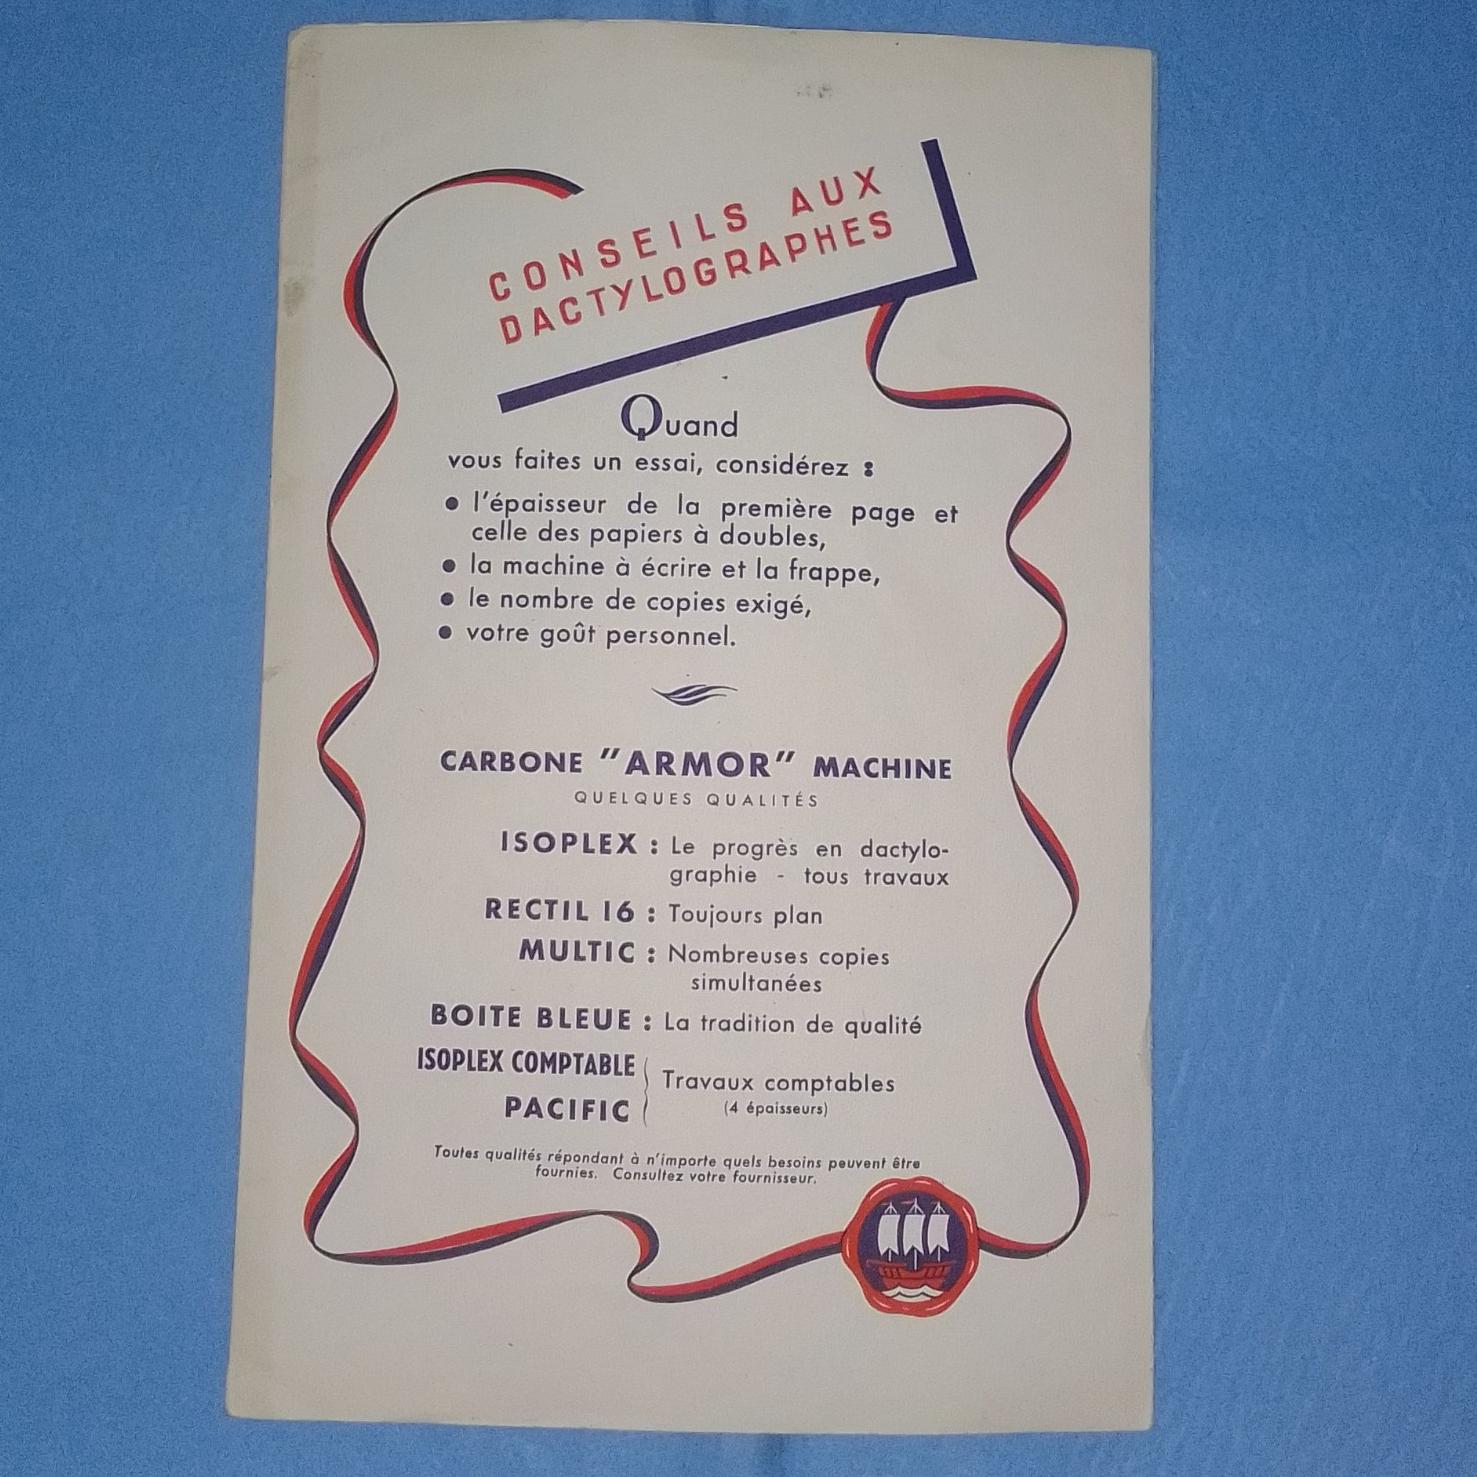 CONSEILS AUX
DACTYLOGRAPHES
Quand
vous faites un essai, considérez :
• l'épaisseur de la première page et
celle des papiers à doubles,
• la machine à écrire et la frappe,
• le nombre de copies exigé,
• votre goût personnel.
CARBONE "ARMOR" MACHINE
QUELQUES QUALITÉS
ISOPLEX : Le progrès en dactylo-
graphie - tous travaux
RECTIL 16 : Toujours plan
MULTIC : Nombreuses copies
simultanées
BOITE BLEUE : La tradition de qualité
ISOPLEX COMPTABLE
PACIFIC
Travaux comptables
(4 épaisseurs)
Toutes qualités répondant à n'importe quels besoins peuvent être
fournies. Consultez votre fournisseur.